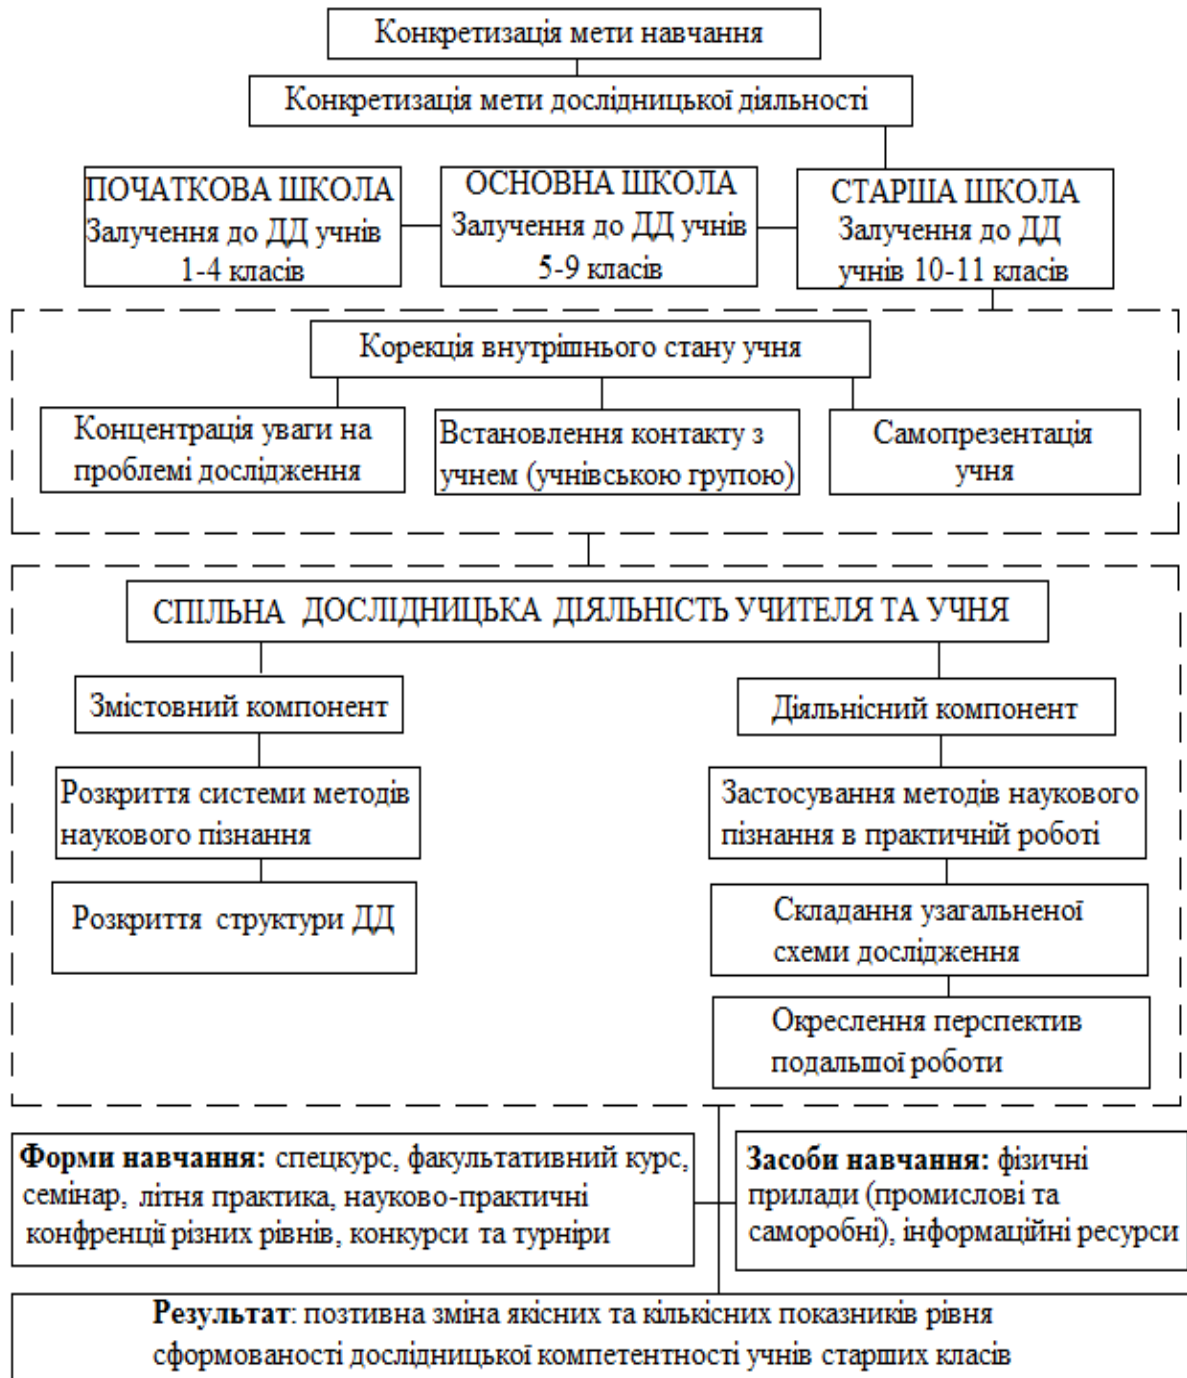 Конкретизація мети навчання
Конкретизація мети дослідницької діяльності
ПОЧАТКОВА ШКОЛА
Залучення до ДД учнів
1-4 класів
ОСНОВНА ШКОЛА
Залучення до ДД учнів
5-9 класів
СТАРША ШКОЛА
Залучення до ДД
учнів 10-11 класів
Корекція внутрішнього стану учня
Концентрація уваги на
проблемі дослідження
Встановлення контакту з
учнем (учнівською групою)
Самопрезентація
учня
СПІЛЬНА ДОСЛІДНИЦЬКА ДІЯЛЬНІСТЬ УЧИТЕЛЯ ТА УЧНЯ
Змістовний компонент
Розкриття системи методів
наукового пізнання
Розкриття структури ДД
Діяльнісний компонент
Застосування методів наукового
пізнання в практичній роботі
Складання узагальненої
схеми дослідження
Окреслення перспектив
подальшої роботи
Форми навчання: спецкурс, факультативний курс,
семінар, літня практика, науково-практичні
конфренції різних рівнів, конкурси та турніри
Засоби навчання: фізичні
прилади (промислові та
саморобні), інформаційні ресурси
Результат: позтивна зміна якісних та кількісних показників рівня
сформованості дослідницької компетентності учнів старших класів